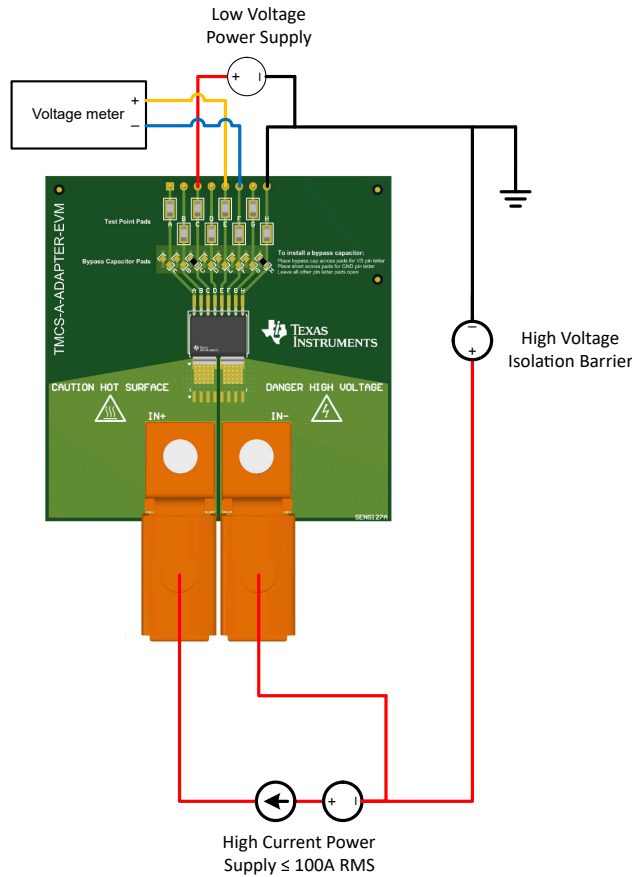 Low Voltage
Power Supply
+ −
Voltage meter
+
−
TMCS-A-ADAPTER-EVM
Test Point Pads
A B C D E F G H
Bypass Capacitor Pads
To install a bypass capacitor:
Place bypass cap across pads for VS pin letter
Place short across pads for GND pin letter
Leave all other pin letter pads open
A B C D E F G H
TEXAS
INSTRUMENTS
CAUTION HOT SURFACE
DANGER HIGH VOLTAGE
IN+
IN-
SENS127A
−
+
High Voltage
Isolation Barrier
+ −
High Current Power
Supply ≤ 100A RMS